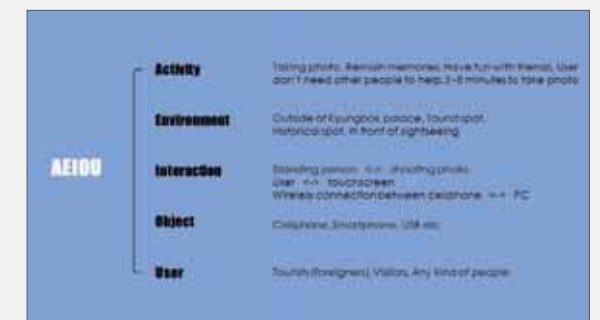 AEIOU
Activity
Taking photo, Remain memories, Have fun with friends, User
don't need other people to help, 3~5 minutes to take photo
Environment
Outside of Kyungbok palace, Tourist spot,
Historical spot, In front of sightseeing
Interaction
Standing person <-> shooting photo
User <-> touchscreen
Wireless connection between cellphone <-> PC
Object
Cellphone, Smartphone, USB etc
User
Tourists (foreigners), Visitors, Any kind of people